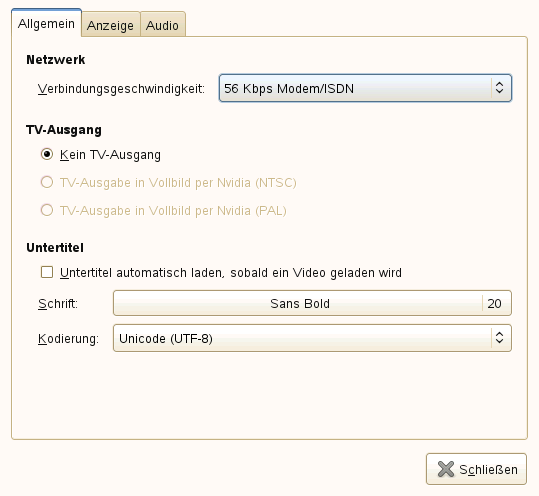 Allgemein Anzeige Audio
Netzwerk
Verbindungsgeschwindigkeit: 56 Kbps Modem/ISDN
TV-Ausgang
Kein TV-Ausgang
TV-Ausgabe in Vollbild per Nvidia (NTSC)
TV-Ausgabe in Vollbild per Nvidia (PAL)
Untertitel
Untertitel automatisch laden, sobald ein Video geladen wird
Schrift: Sans Bold 20
Kodierung: Unicode (UTF-8)
Schließen